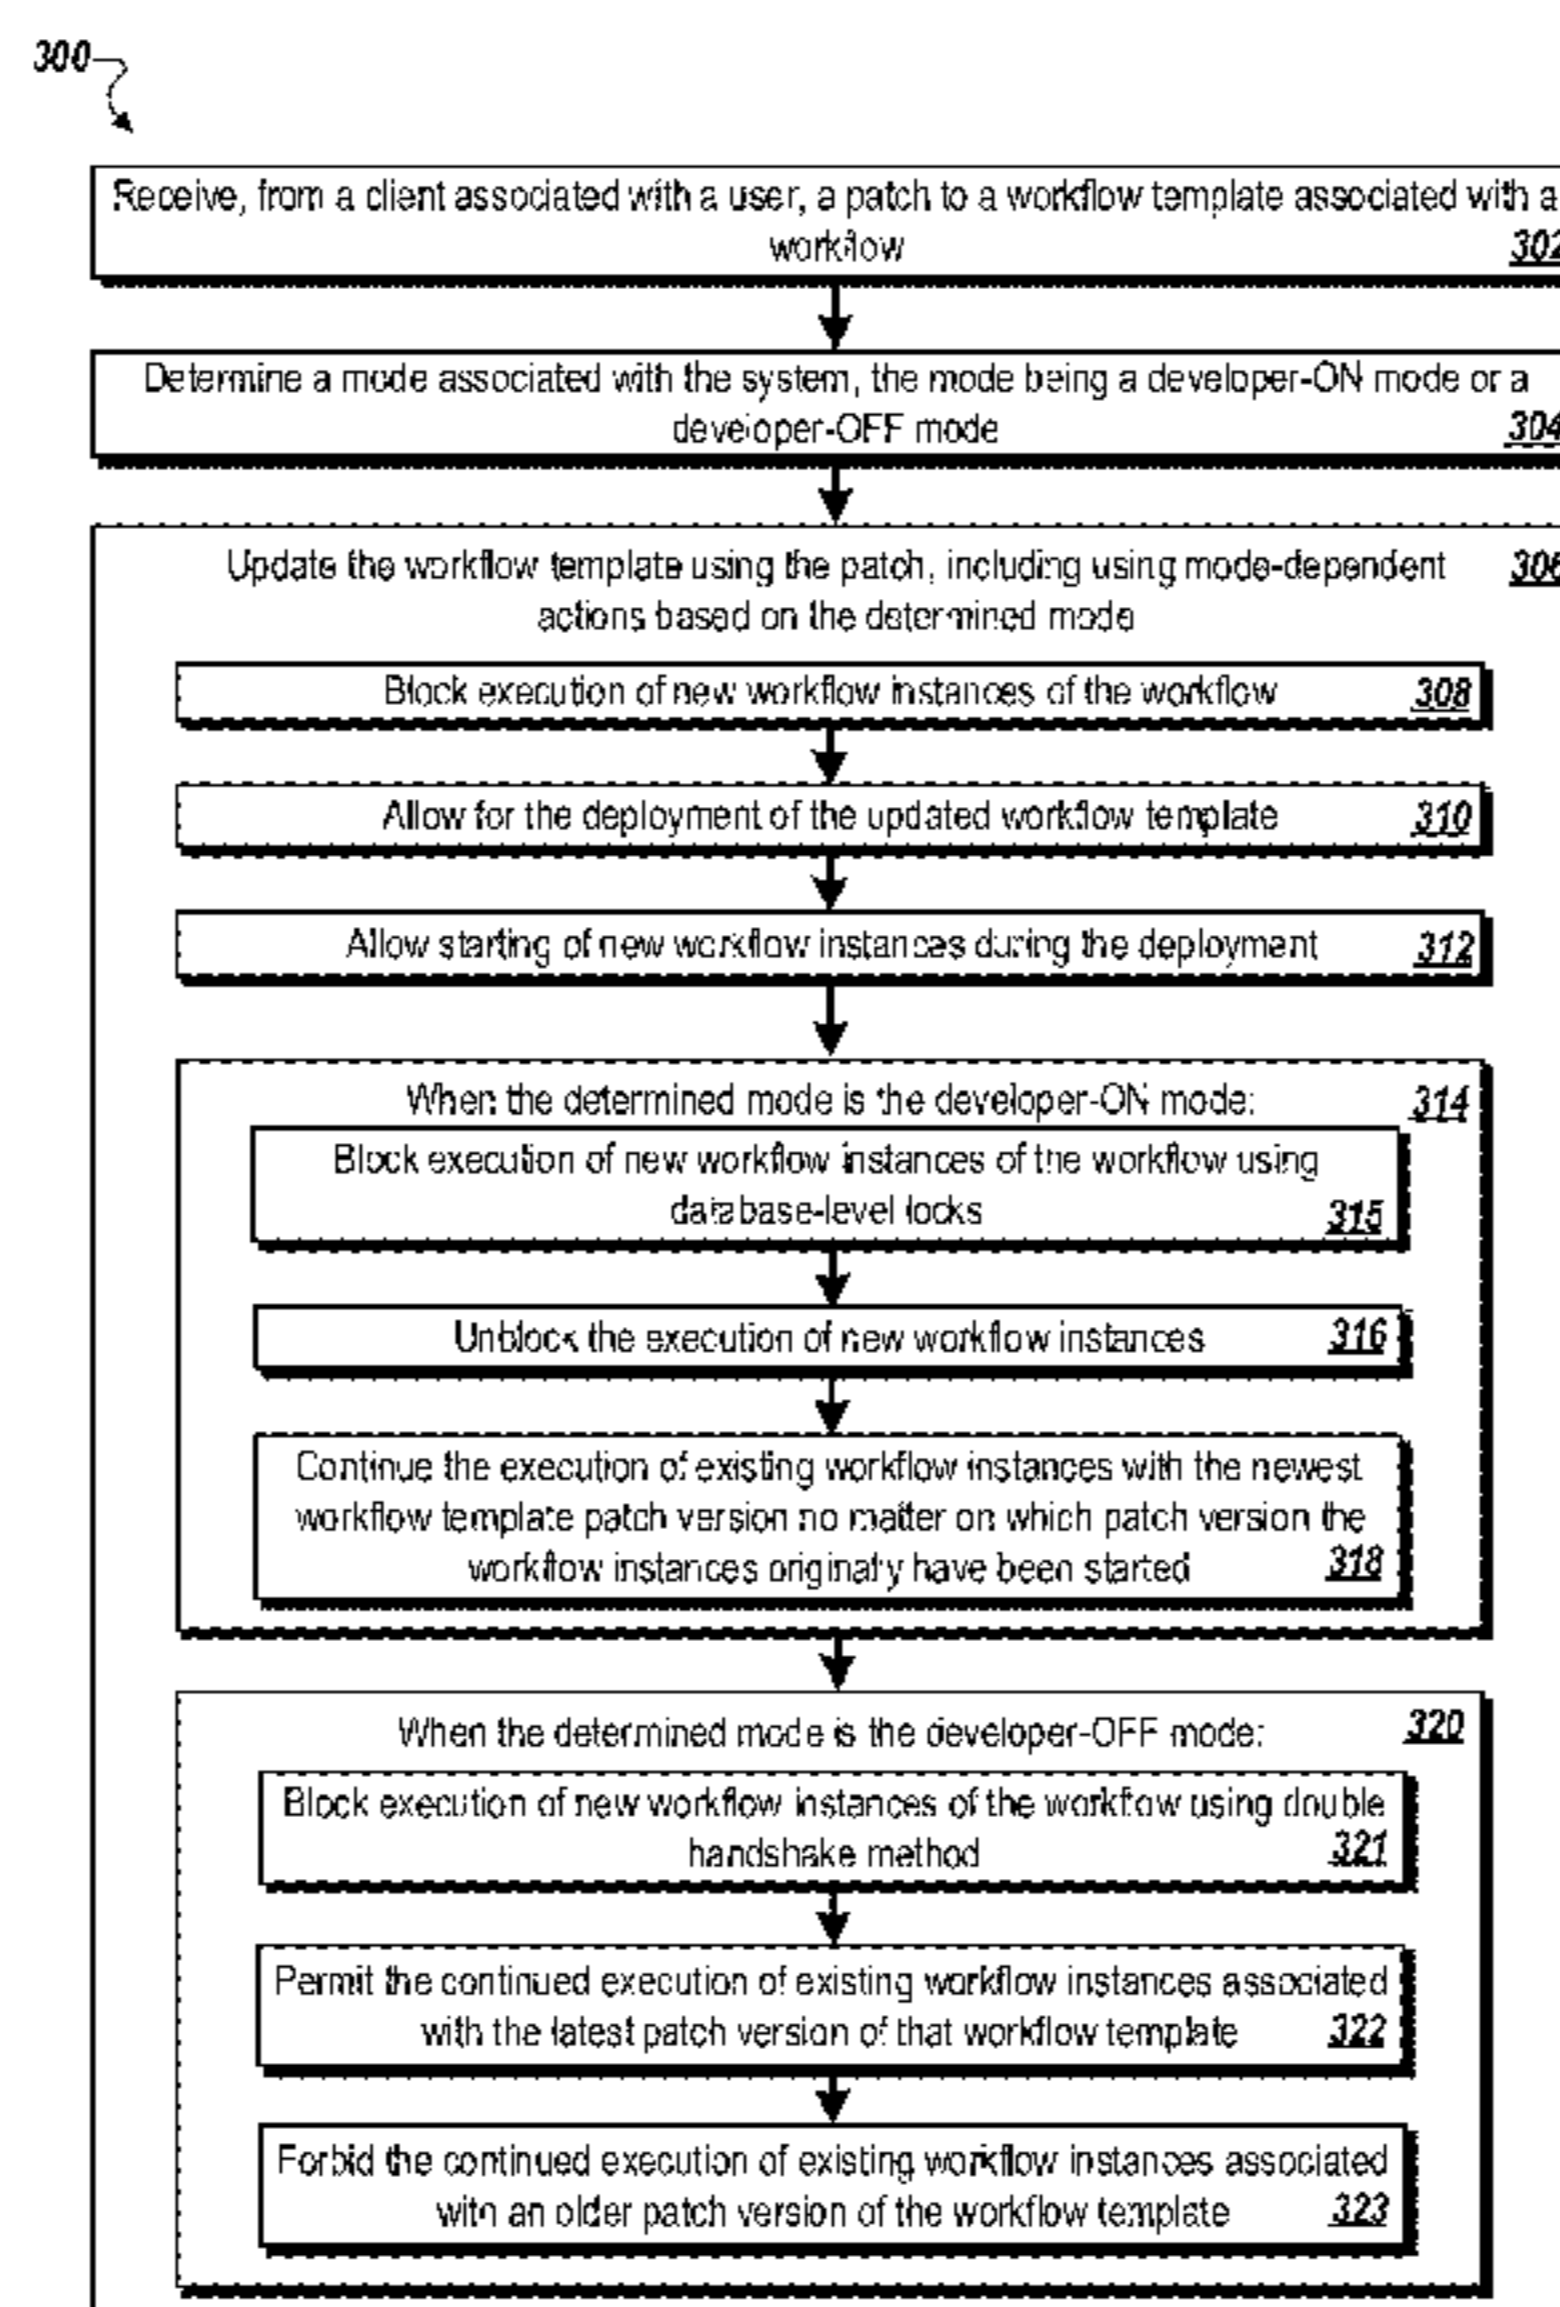 300
Receive, from a client associated with a user, a patch to a workflow template associated with a
workflow
302
Determine a mode associated with the system, the mode being a developer-ON mode or a
developer-OFF mode
304
Update the workflow template using the patch, including using mode-dependent
306
actions based on the determined mode
Block execution of new workflow instances of the workflow
308
Allow for the deployment of the updated workflow template
310
Allow starting of new workflow instances during the deployment
312
When the determined mode is the developer-ON mode:
314
Block execution of new workflow instances of the workflow using
database-level locks
315
Unblock the execution of new workflow instances
316
Continue the execution of existing workflow instances with the newest
workflow template patch version no matter on which patch version the
workflow instances originally have been started
318
When the determined mode is the developer-OFF mode:
320
Block execution of new workflow instances of the workflow using double
handshake method
321
Permit the continued execution of existing workflow instances associated
with the latest patch version of that workflow template
322
Forbid the continued execution of existing workflow instances associated
with an older patch version of the workflow template
323